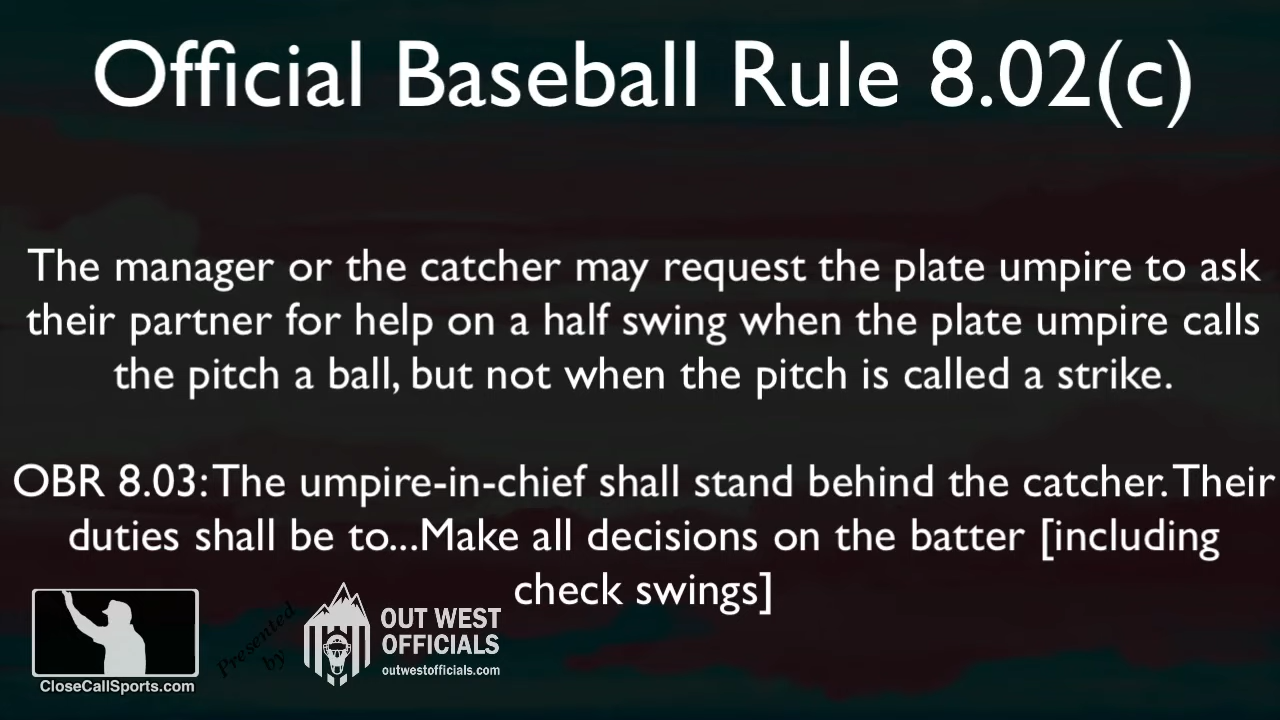 Official Baseball Rule 8.02(c)
The manager or the catcher may request the plate umpire to ask
their partner for help on a half swing when the plate umpire calls
the pitch a ball, but not when the pitch is called a strike.
OBR 8.03: The umpire-in-chief shall stand behind the catcher. Their
duties shall be to...Make all decisions on the batter [including
check swings]
CloseCallSports.com
Presented
by
OUT WEST
OFFICIALS
outwestofficials.com